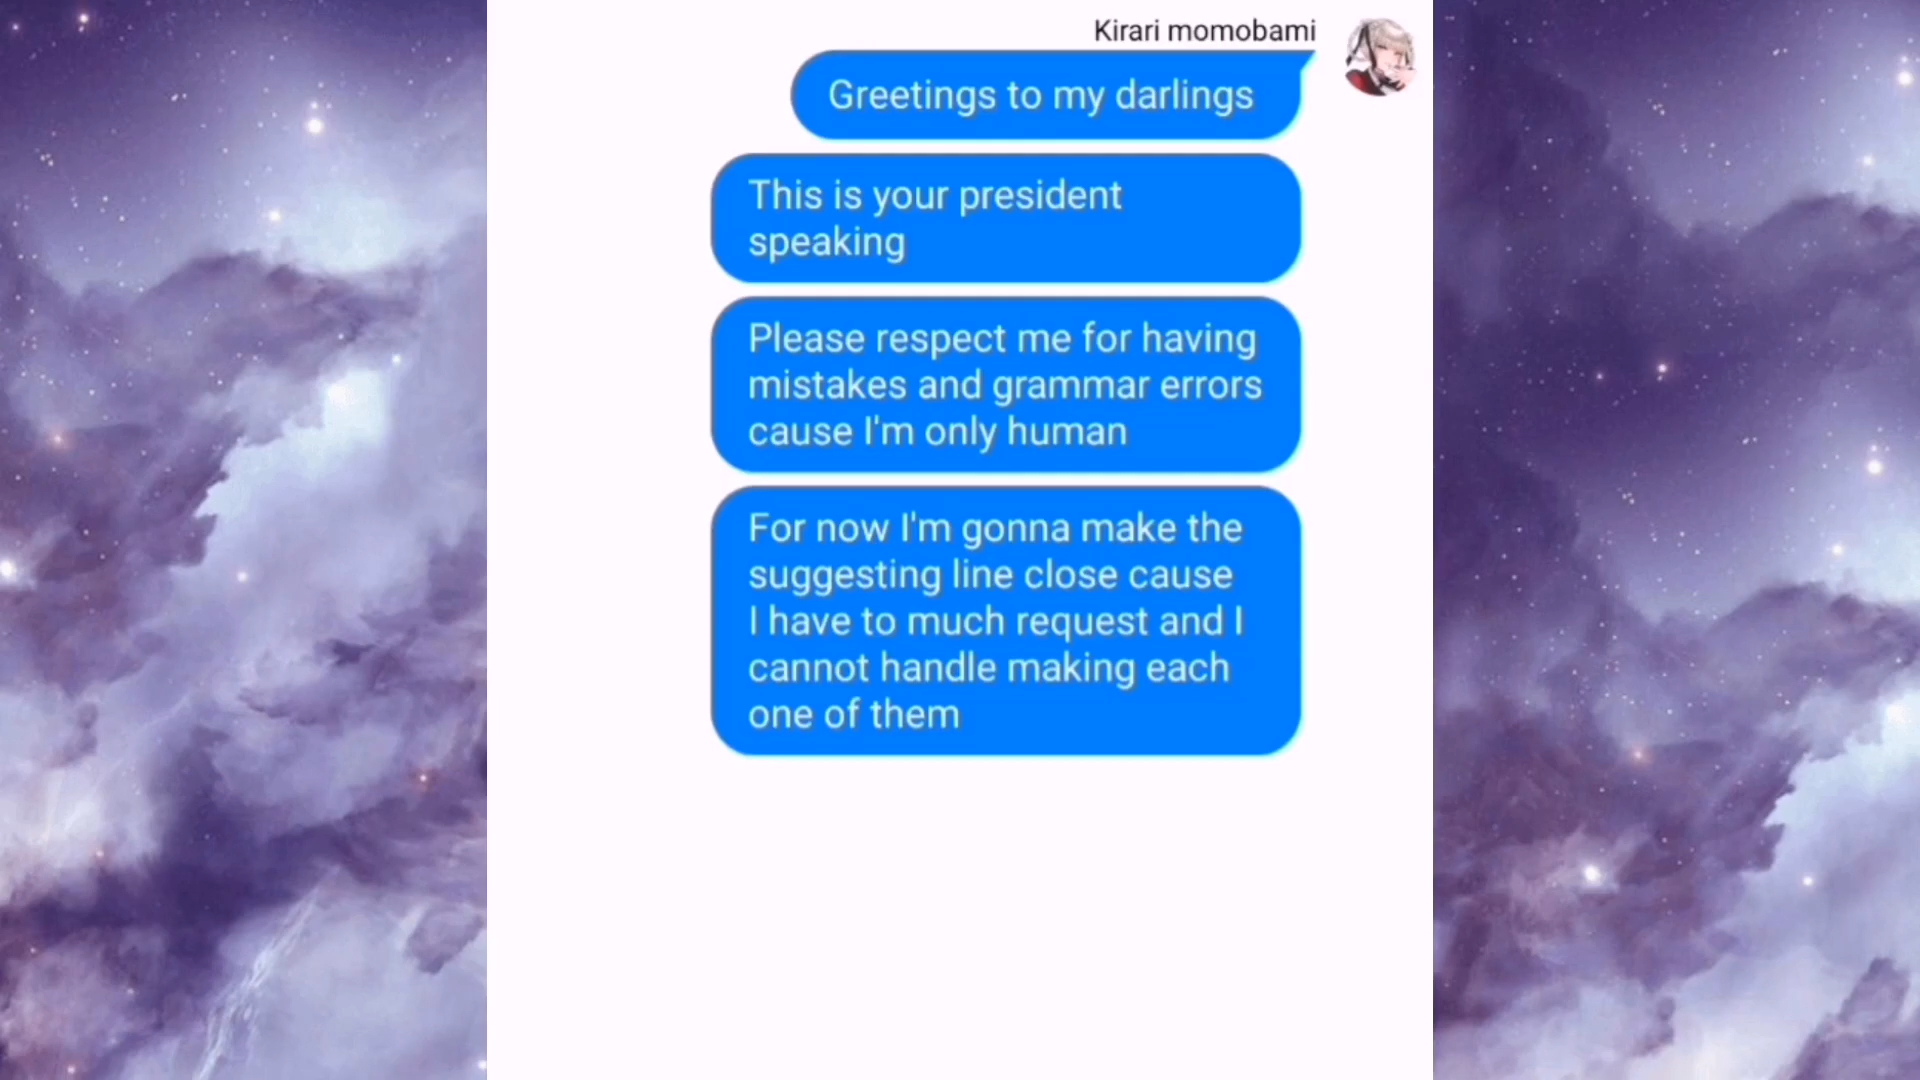 Kirari momobami
Greetings to my darlings
This is your president
speaking
Please respect me for having
mistakes and grammar errors
cause I'm only human
For now I'm gonna make the
suggesting line close cause
I have to much request and I
cannot handle making each
one of them